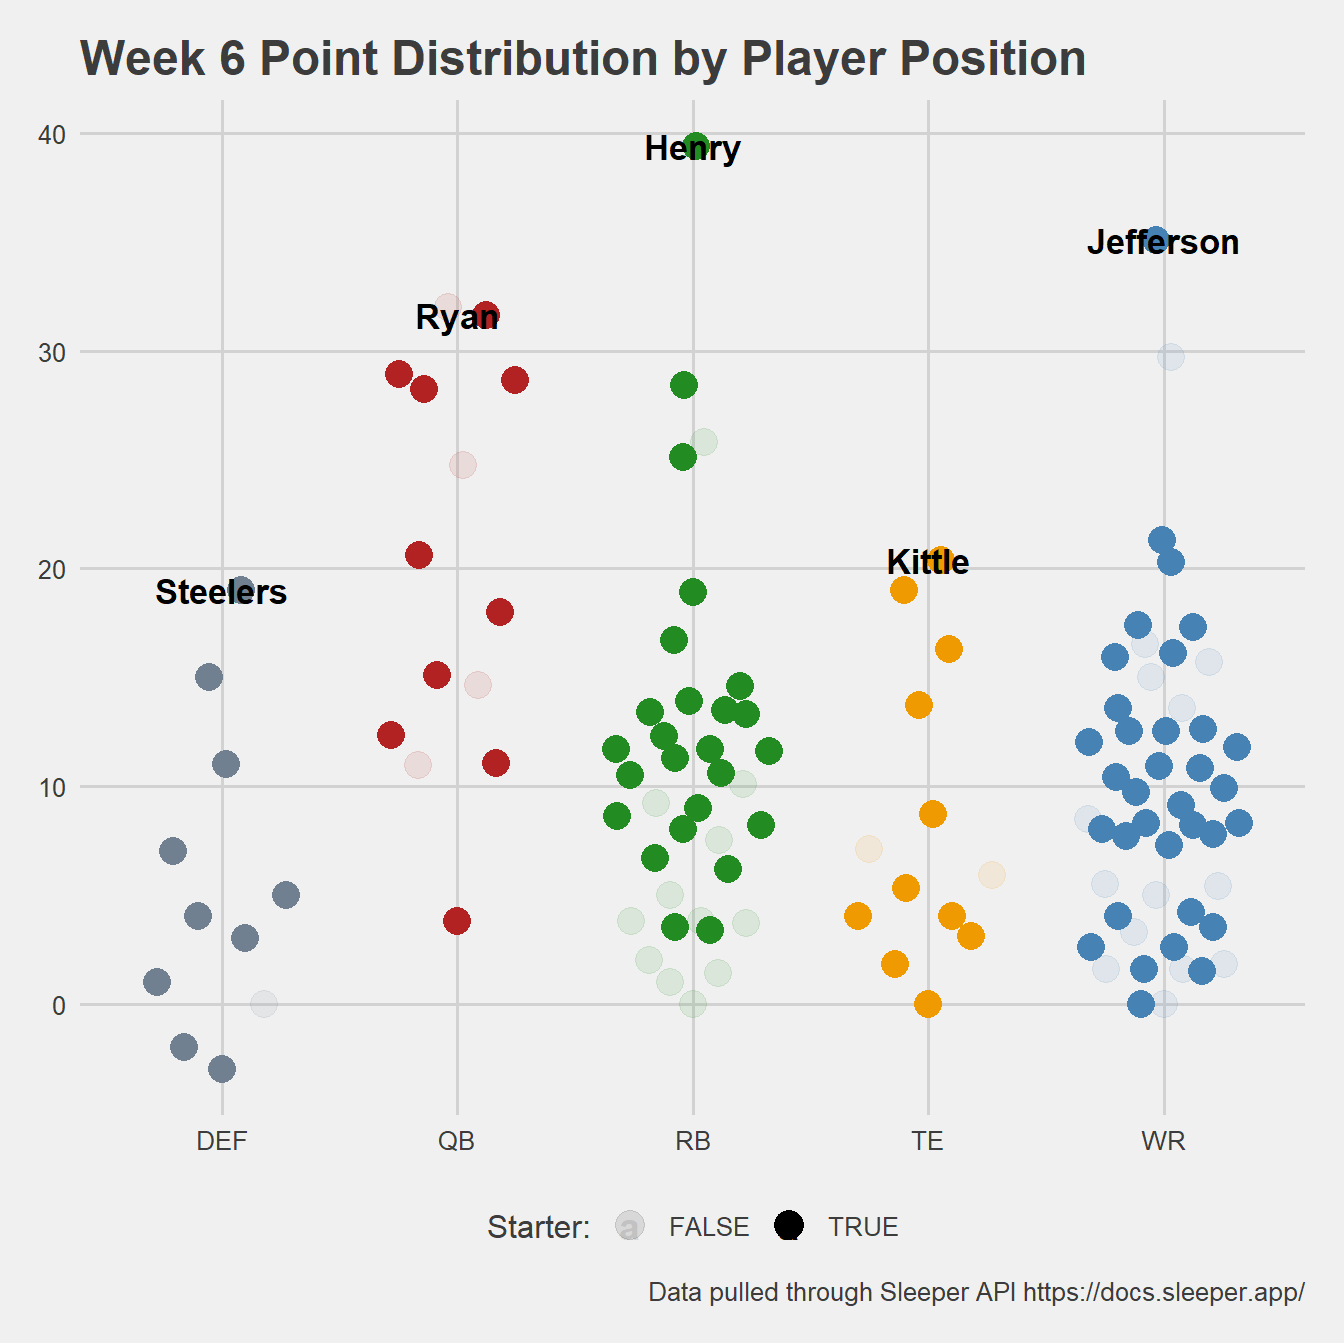 Week 6 Point Distribution by Player Position
40
Henry
Jefferson
Ryan
30
20
Kittle
Steelers
10
0
DEF QB RB TE WR
Starter: a FALSE TRUE
Data pulled through Sleeper API https://docs.sleeper.app/